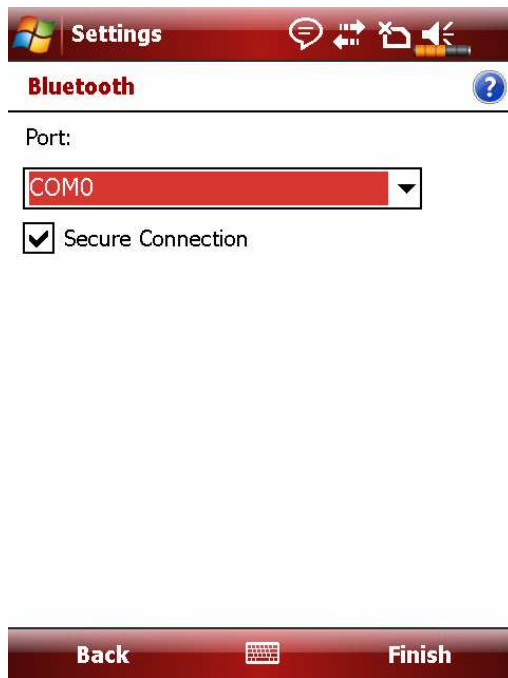 Settings
Bluetooth
?
Port:
COM0
Secure Connection
Back Finish